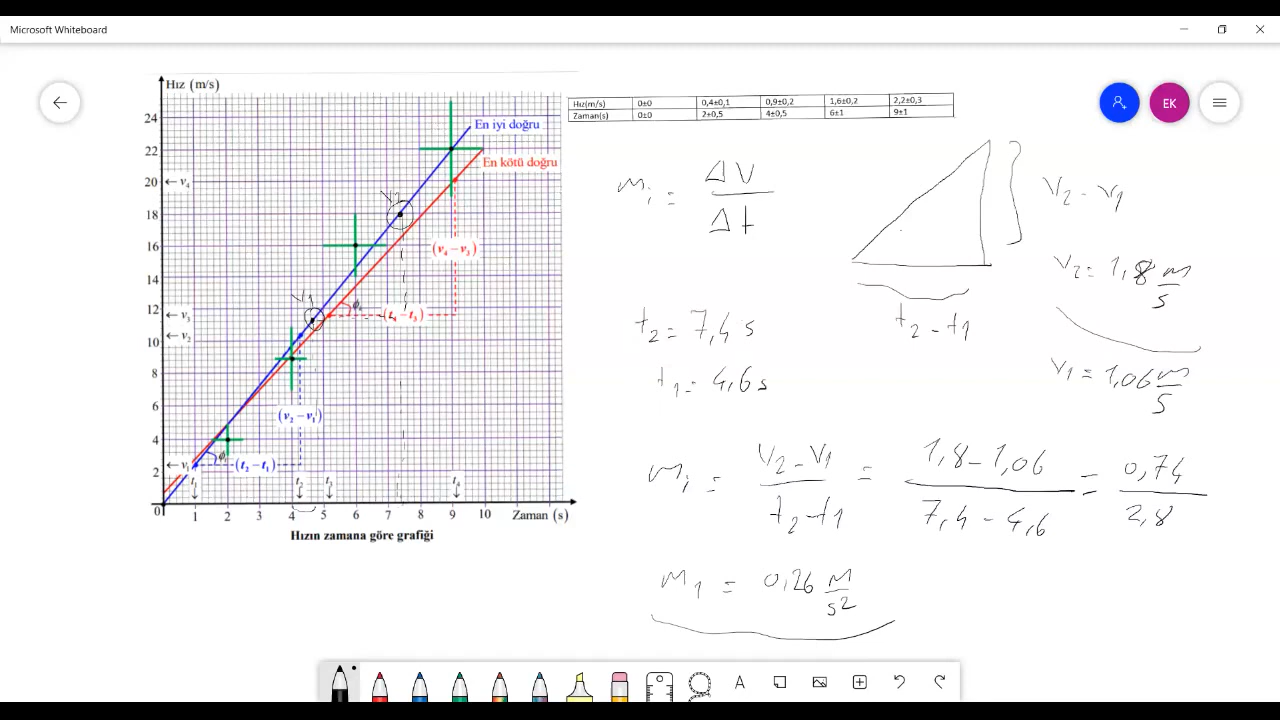 Microsoft Whiteboard
EK
Hız (m/s)
24
22
20
18
16
14
12
10
8
6
4
2
0
← v4
← v3
← v2
← v1
En iyi doğru
En kötü doğru
V2
V1
(v4 − v3)
(t4 − t3)
(v2 − v1)
(t2 − t1)
t1 t2 t3 t4
1 2 3 4 5 6 7 8 9 10 Zaman (s)
Hızın zamana göre grafiği
Hız(m/s) 0±0 0,4±0,1 0,9±0,2 1,6±0,2 2,2±0,3
Zaman(s) 0±0 2±0,5 4±0,5 6±1 9±1
mi = ΔV / Δt
V2 - V1
t2 - t1
V2 = 1,8 m/s
V1 = 1,06 m/s
t2 = 7,4 s
t1 = 4,6 s
mi = V2 - V1 / t2 - t1 = 1,8 - 1,06 / 7,4 - 4,6 = 0,74 / 2,8
m1 = 0,26 m/s2
A